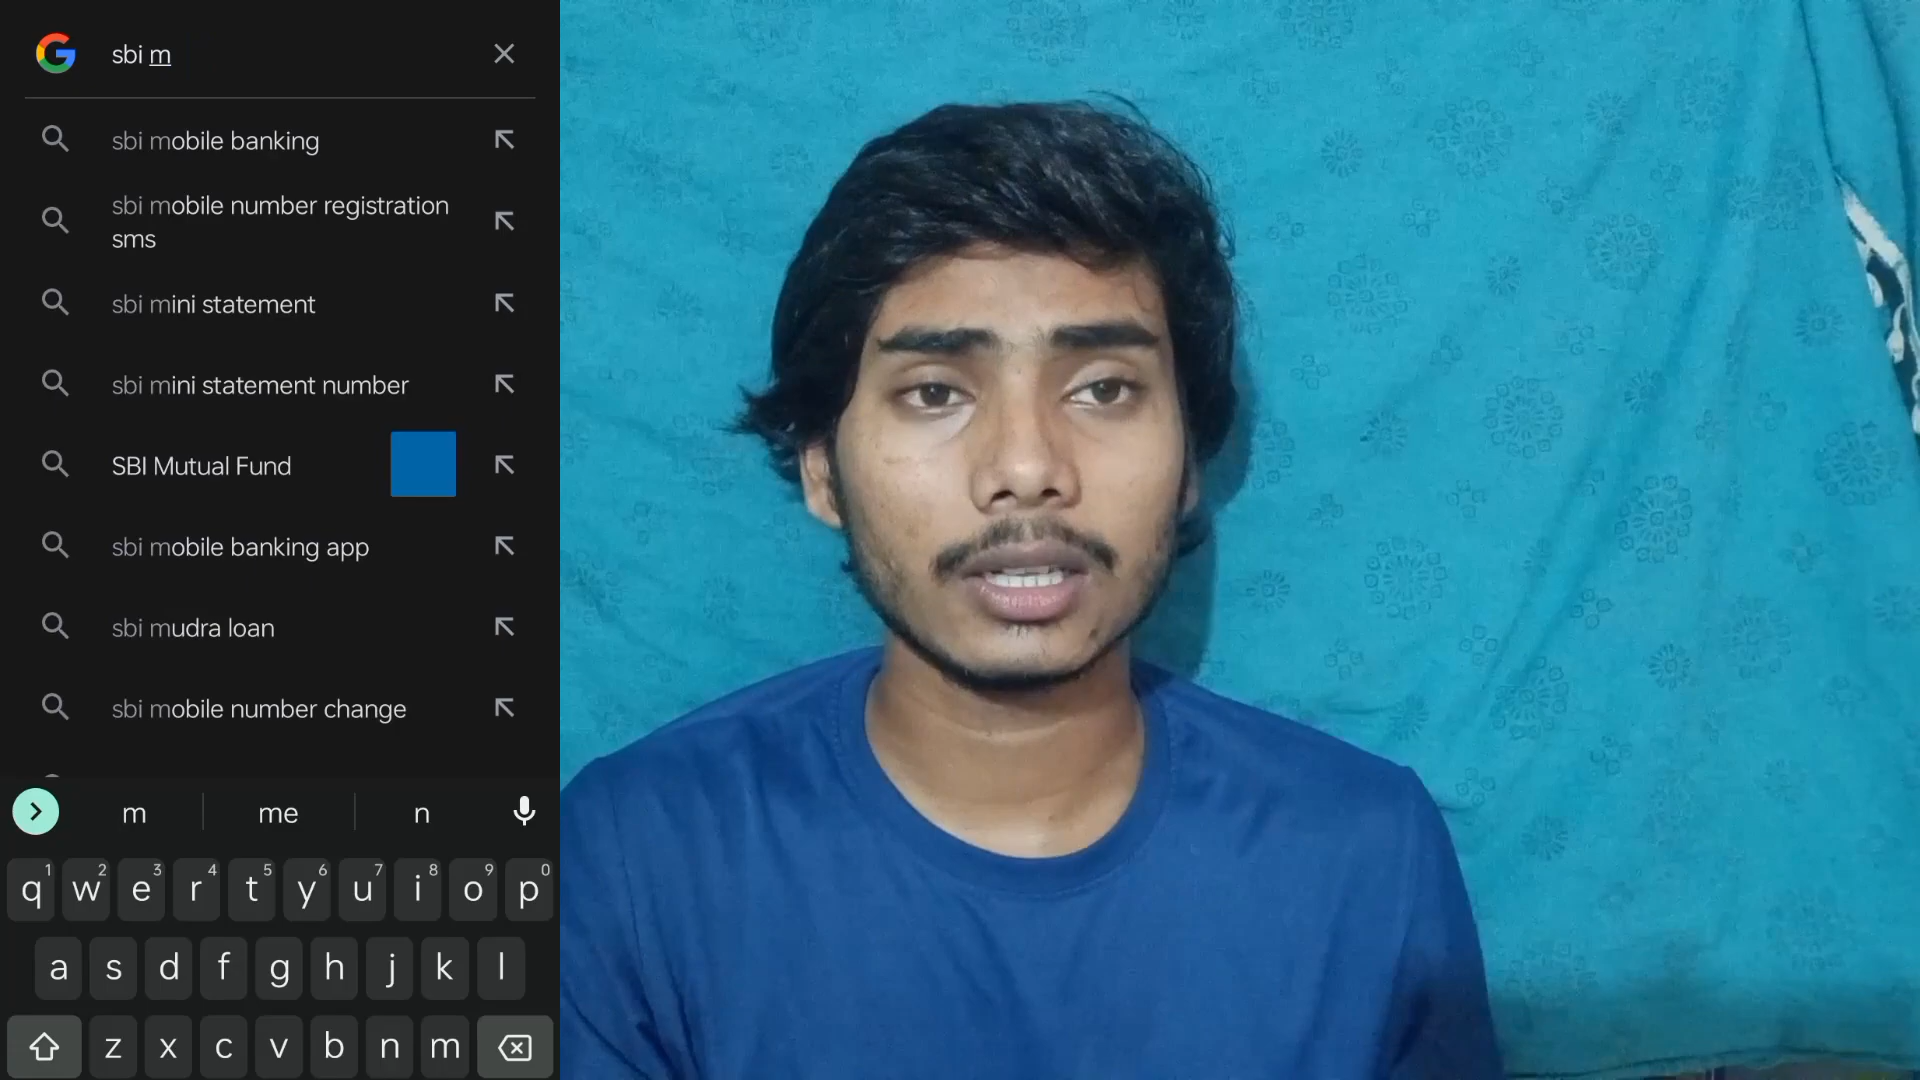 sbi m
sbi mobile banking
sbi mobile number registration
sms
sbi mini statement
sbi mini statement number
SBI Mutual Fund
sbi mobile banking app
sbi mudra loan
sbi mobile number change
m me n
1 2 3 4 5 6 7 8 9 0
q w e r t y u i o p
a s d f g h j k l
z x c v b n m